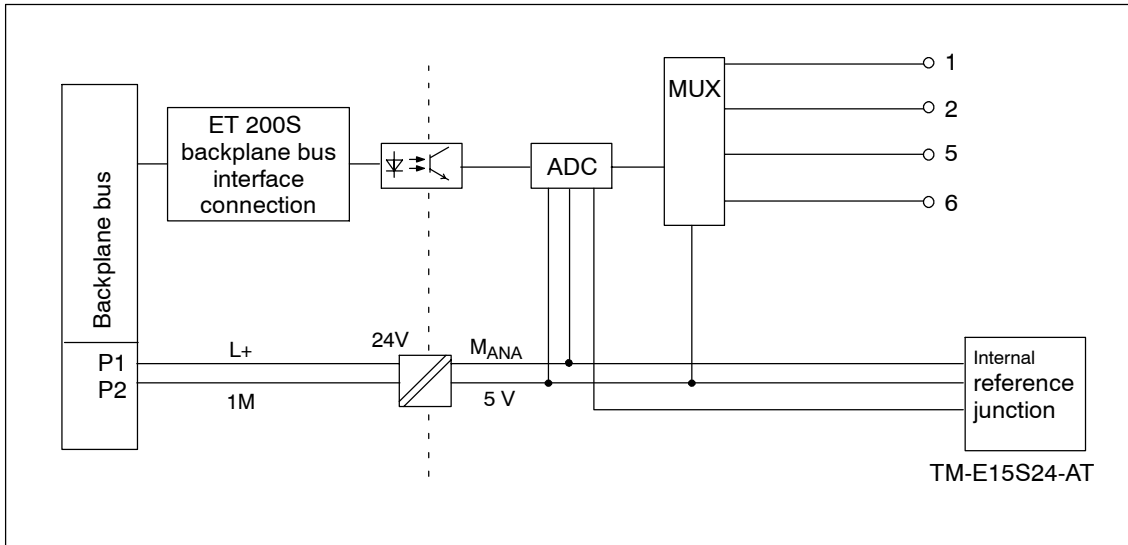 Backplane bus
P1
P2
ET 200S
backplane bus
interface
connection
ADC
MUX
1
2
5
6
L+
1M
24V
MANA
5 V
Internal
reference
junction
TM-E15S24-AT